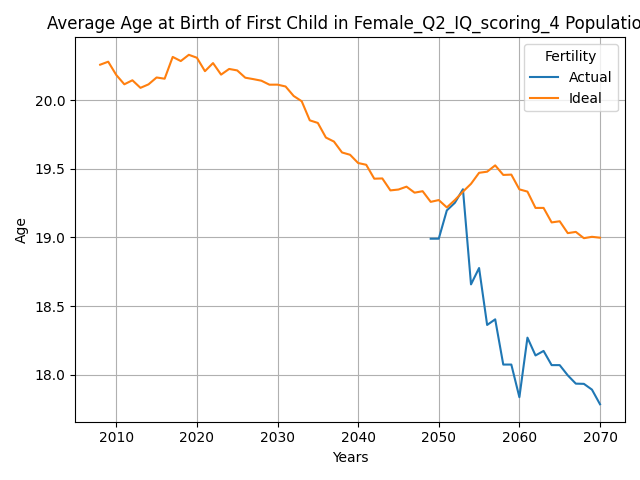 Average Age at Birth of First Child in Female_Q2_IQ_scoring_4 Populatio
Fertility
Actual
Ideal
20.0
19.5
19.0
18.5
18.0
Age
2010 2020 2030 2040 2050 2060 2070
Years